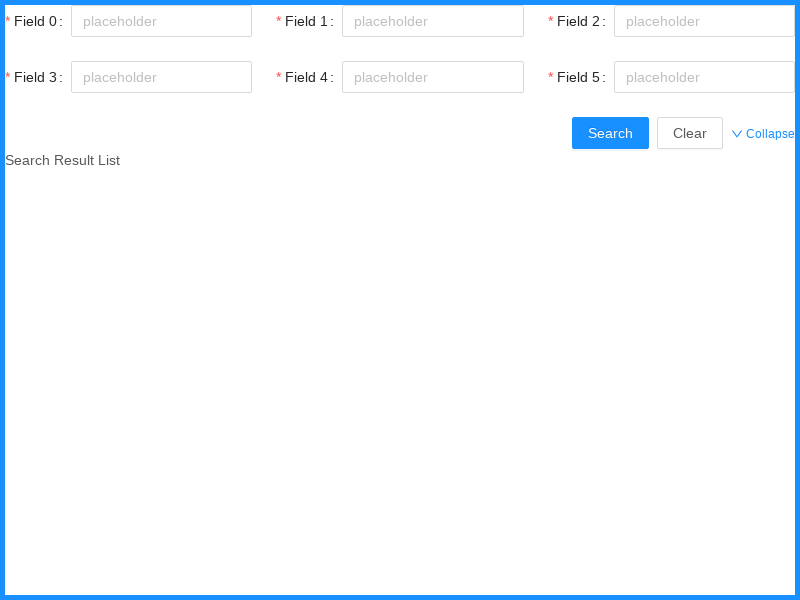 * Field 0 : placeholder * Field 1 : placeholder * Field 2 : placeholder
* Field 3 : placeholder * Field 4 : placeholder * Field 5 : placeholder
Search Clear Collapse
Search Result List